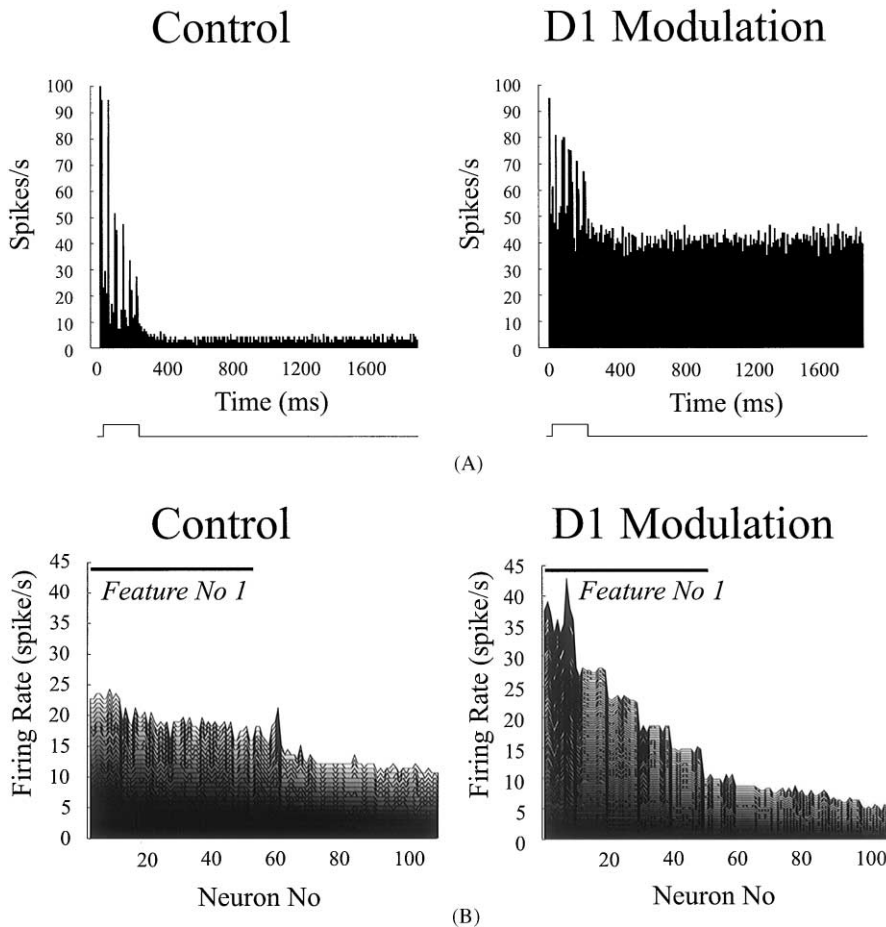 Control
D1 Modulation
100
90
80
70
60
50
40
30
20
10
0
Spikes/s
0 400 800 1200 1600
Time (ms)
100
90
80
70
60
50
40
30
20
10
0
Spikes/s
0 400 800 1200 1600
Time (ms)
(A)
Control
D1 Modulation
45
40
35
30
25
20
15
10
5
0
Firing Rate (spike/s)
Feature No 1
20 40 60 80 100
Neuron No
45
40
35
30
25
20
15
10
5
0
Firing Rate (spike/s)
Feature No 1
20 40 60 80 100
Neuron No
(B)